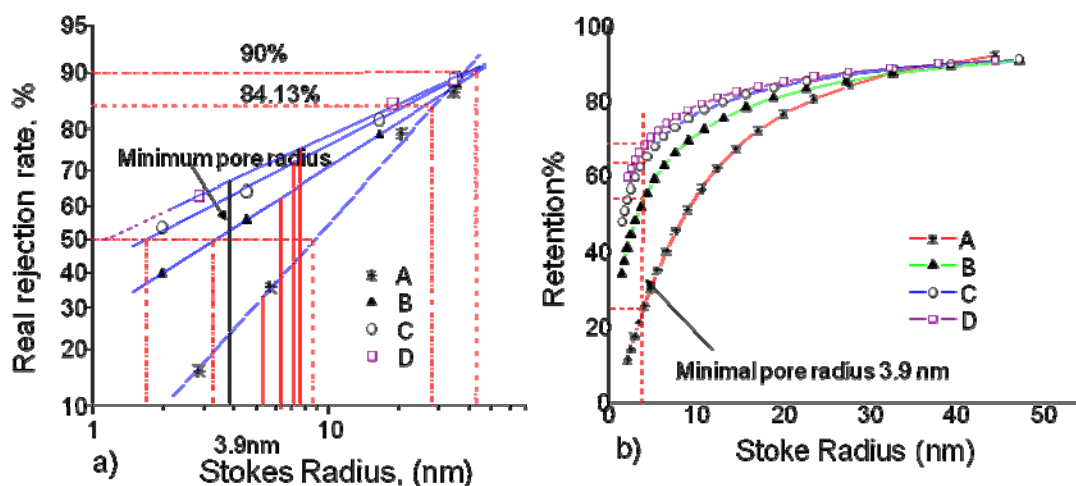 95
90
80
70
60
50
40
30
20
10
Real rejection rate, %
90%
84.13%
Minimum pore radius
A
B
C
D
1
10
3.9nm
a)
Stokes Radius, (nm)
100
80
60
40
20
0
Retention%
A
B
C
D
Minimal pore radius 3.9 nm
0
10
20
30
40
50
b)
Stoke Radius (nm)